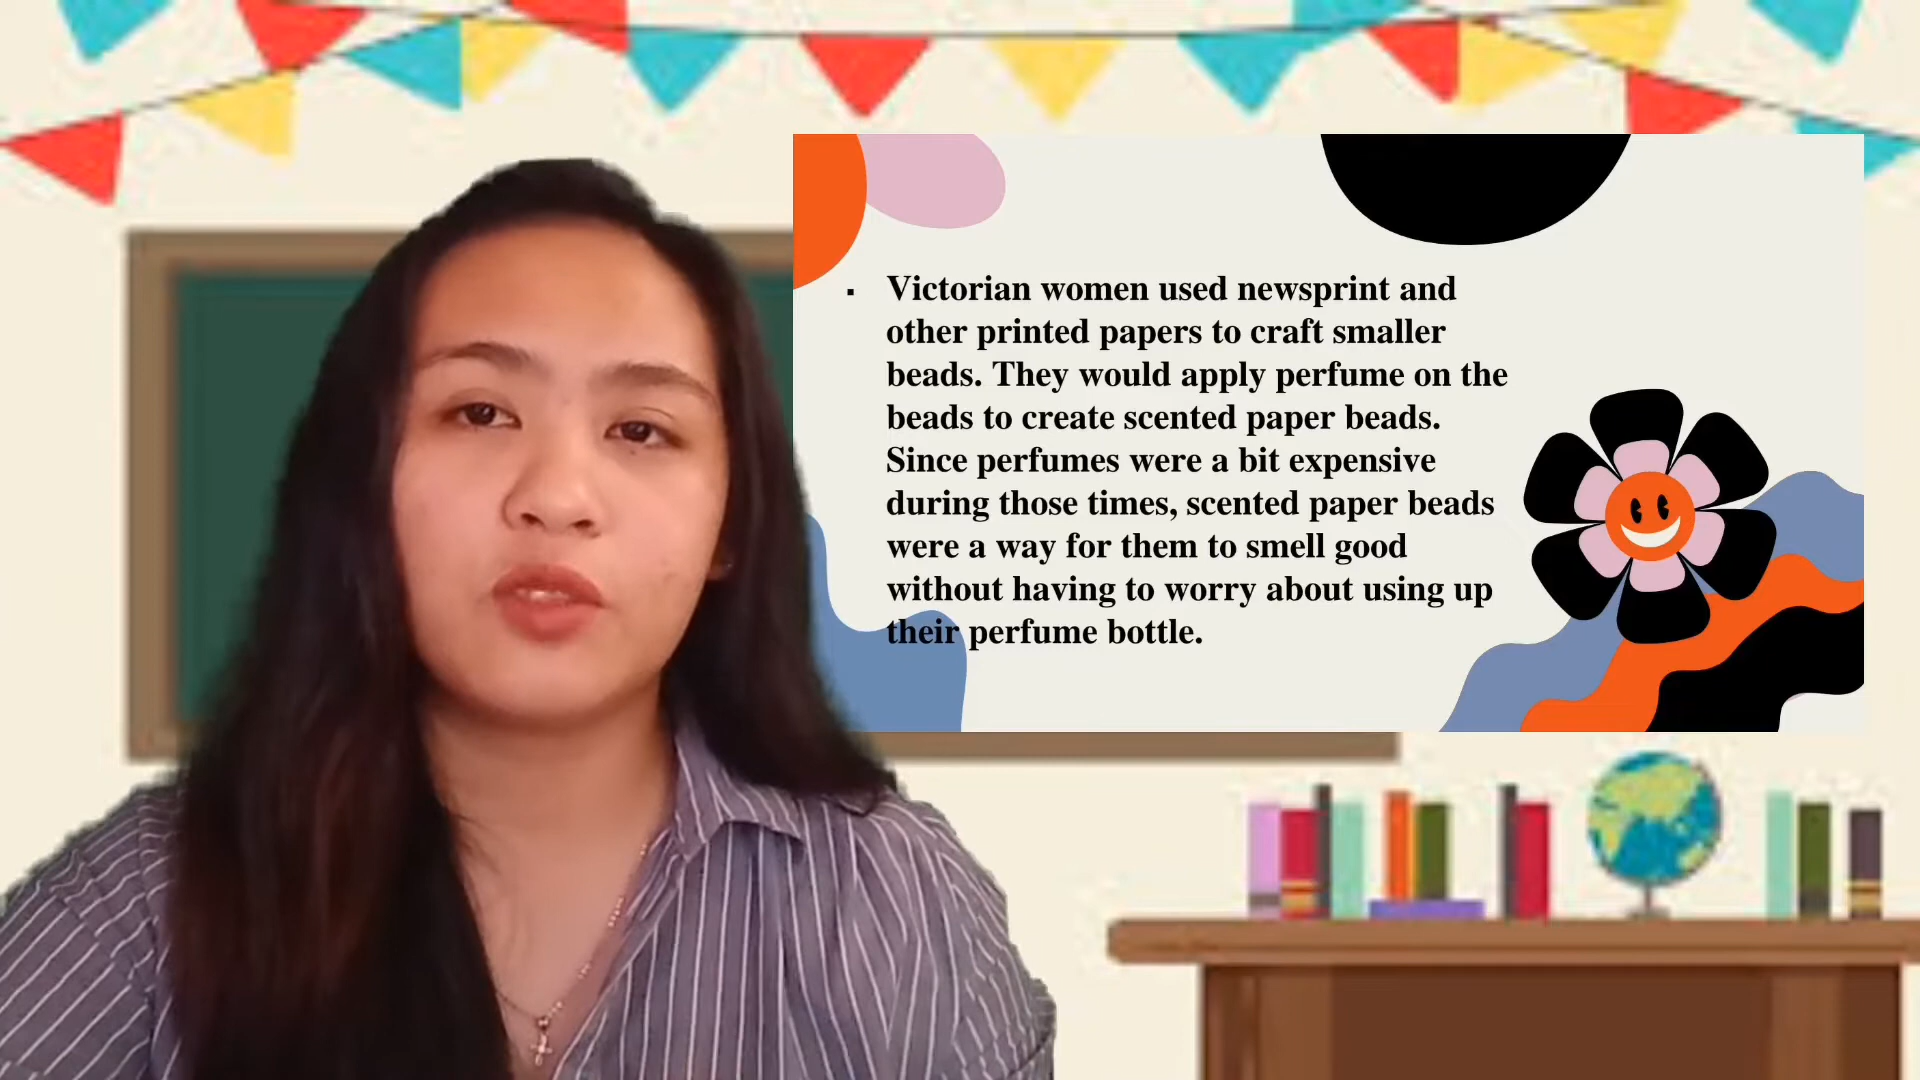 ▪ Victorian women used newsprint and
other printed papers to craft smaller
beads. They would apply perfume on the
beads to create scented paper beads.
Since perfumes were a bit expensive
during those times, scented paper beads
were a way for them to smell good
without having to worry about using up
their perfume bottle.